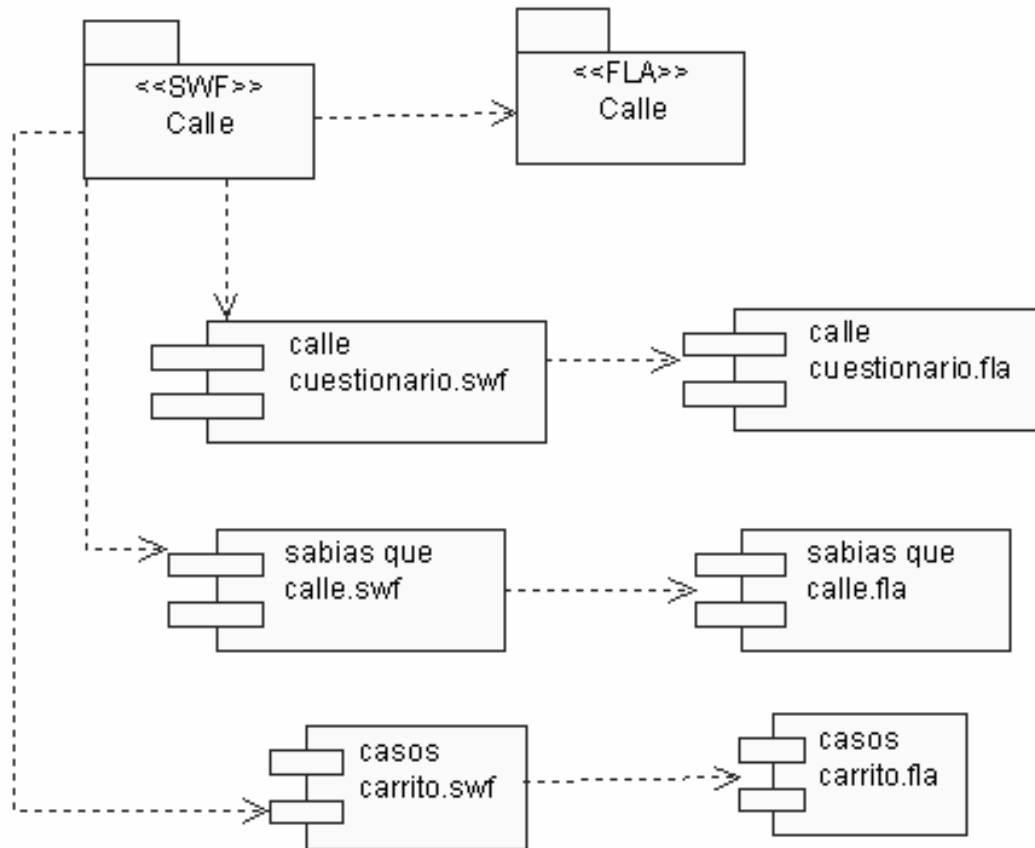 <<SWF>>
Calle
<<FLA>>
Calle
calle
cuestionario.swf
calle
cuestionario.fla
sabias que
calle.swf
sabias que
calle.fla
casos
carrito.swf
casos
carrito.fla